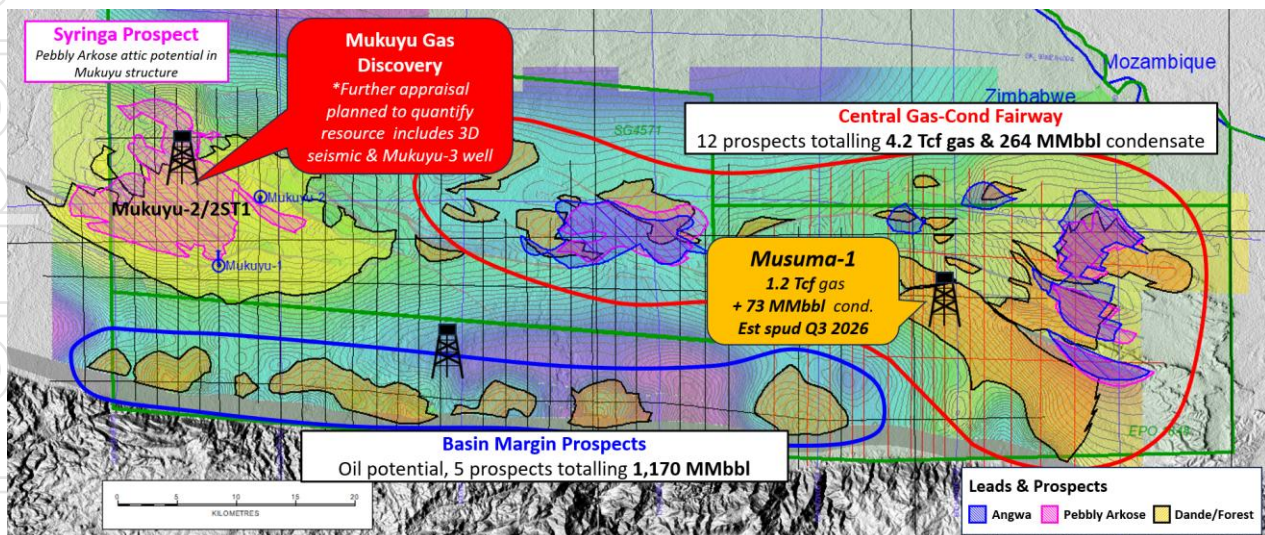 Syringa Prospect
Pebbly Arkose attic potential in
Mukuyu structure
Mukuyu Gas
Discovery
*Further appraisal
planned to quantify
resource includes 3D
seismic & Mukuyu-3 well
Mozambique
Zimbabwe
SG4571
Central Gas-Cond Fairway
12 prospects totalling 4.2 Tcf gas & 264 MMbbl condensate
Mukuyu-2/2ST1
Mukuyu-2
Mukuyu-1
Musuma-1
1.2 Tcf gas
+ 73 MMbbl cond.
Est spud Q3 2026
Basin Margin Prospects
Oil potential, 5 prospects totalling 1,170 MMbbl
EPO
0 5 10 15 20
KILOMETRES
Leads & Prospects
Angwa Pebbly Arkose Dande/Forest